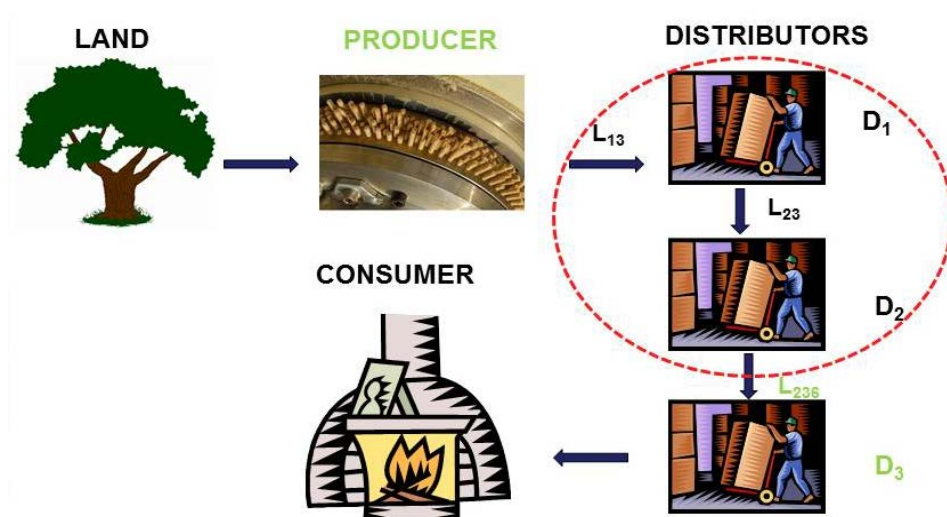 LAND
PRODUCER
DISTRIBUTORS
L13
D1
L23
CONSUMER
D2
L236
D3